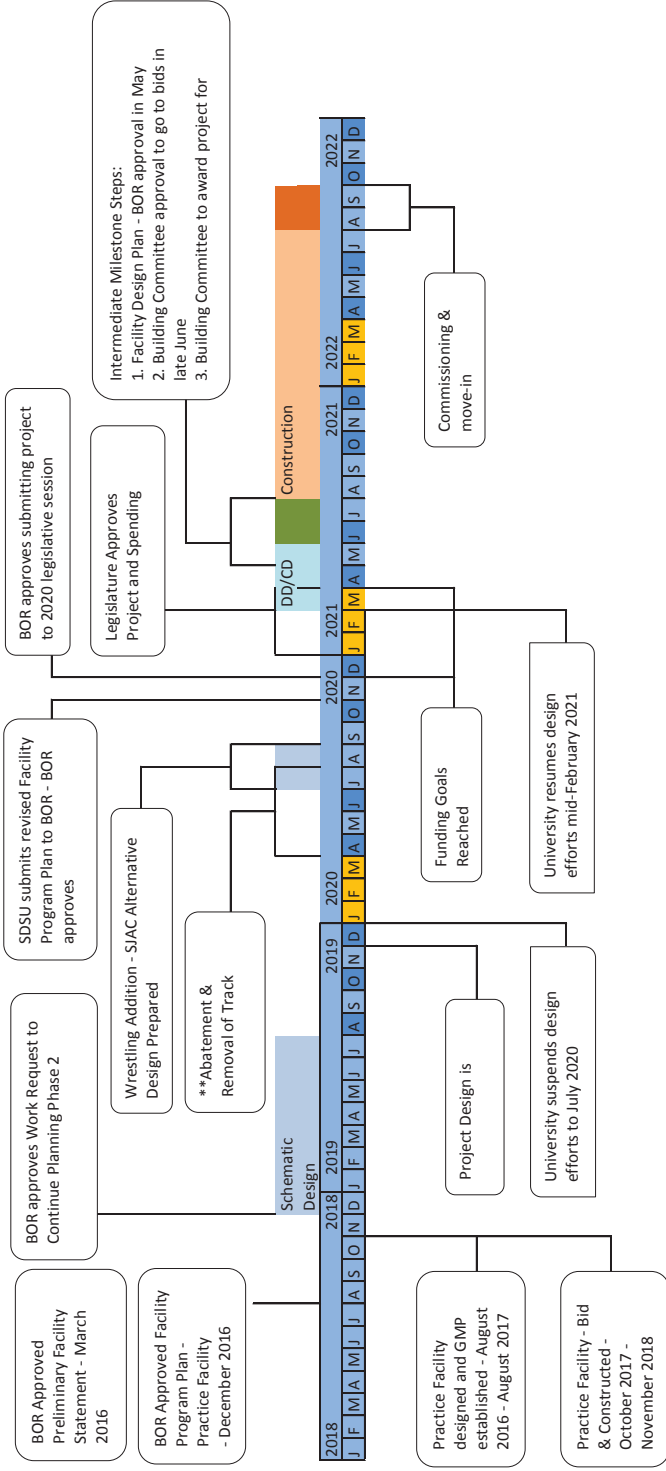 BOR Approved
Preliminary Facility
Statement - March
2016
BOR Approved Facility
Program Plan -
Practice Facility
- December 2016
BOR approves Work Request to
Continue Planning Phase 2
Wrestling Addition - SJAC Alternative
Design Prepared
**Abatement &
Removal of Track
SDSU submits revised Facility
Program Plan to BOR - BOR
approves
BOR approves submitting project
to 2020 legislative session
Legislature Approves
Project and Spending
Intermediate Milestone Steps:
1. Facility Design Plan - BOR approval in May
2. Building Committee approval to go to bids in
late June
3. Building Committee to award project for
Schematic
Design
DD/CD
Construction
2018 2018 2019 2019 2020 2020 2021 2021 2022 2022
J F M A M J J A S O N D J F M A M J J A S O N D J F M A M J J A S O N D J F M A M J J A S O N D J F M A M J J A S O N D
Practice Facility
designed and GMP
established - August
2016 - August 2017
Practice Facility - Bid
& Constructed -
October 2017 -
November 2018
Project Design is
University suspends design
efforts to July 2020
Funding Goals
Reached
University resumes design
efforts mid-February 2021
Commissioning &
move-in